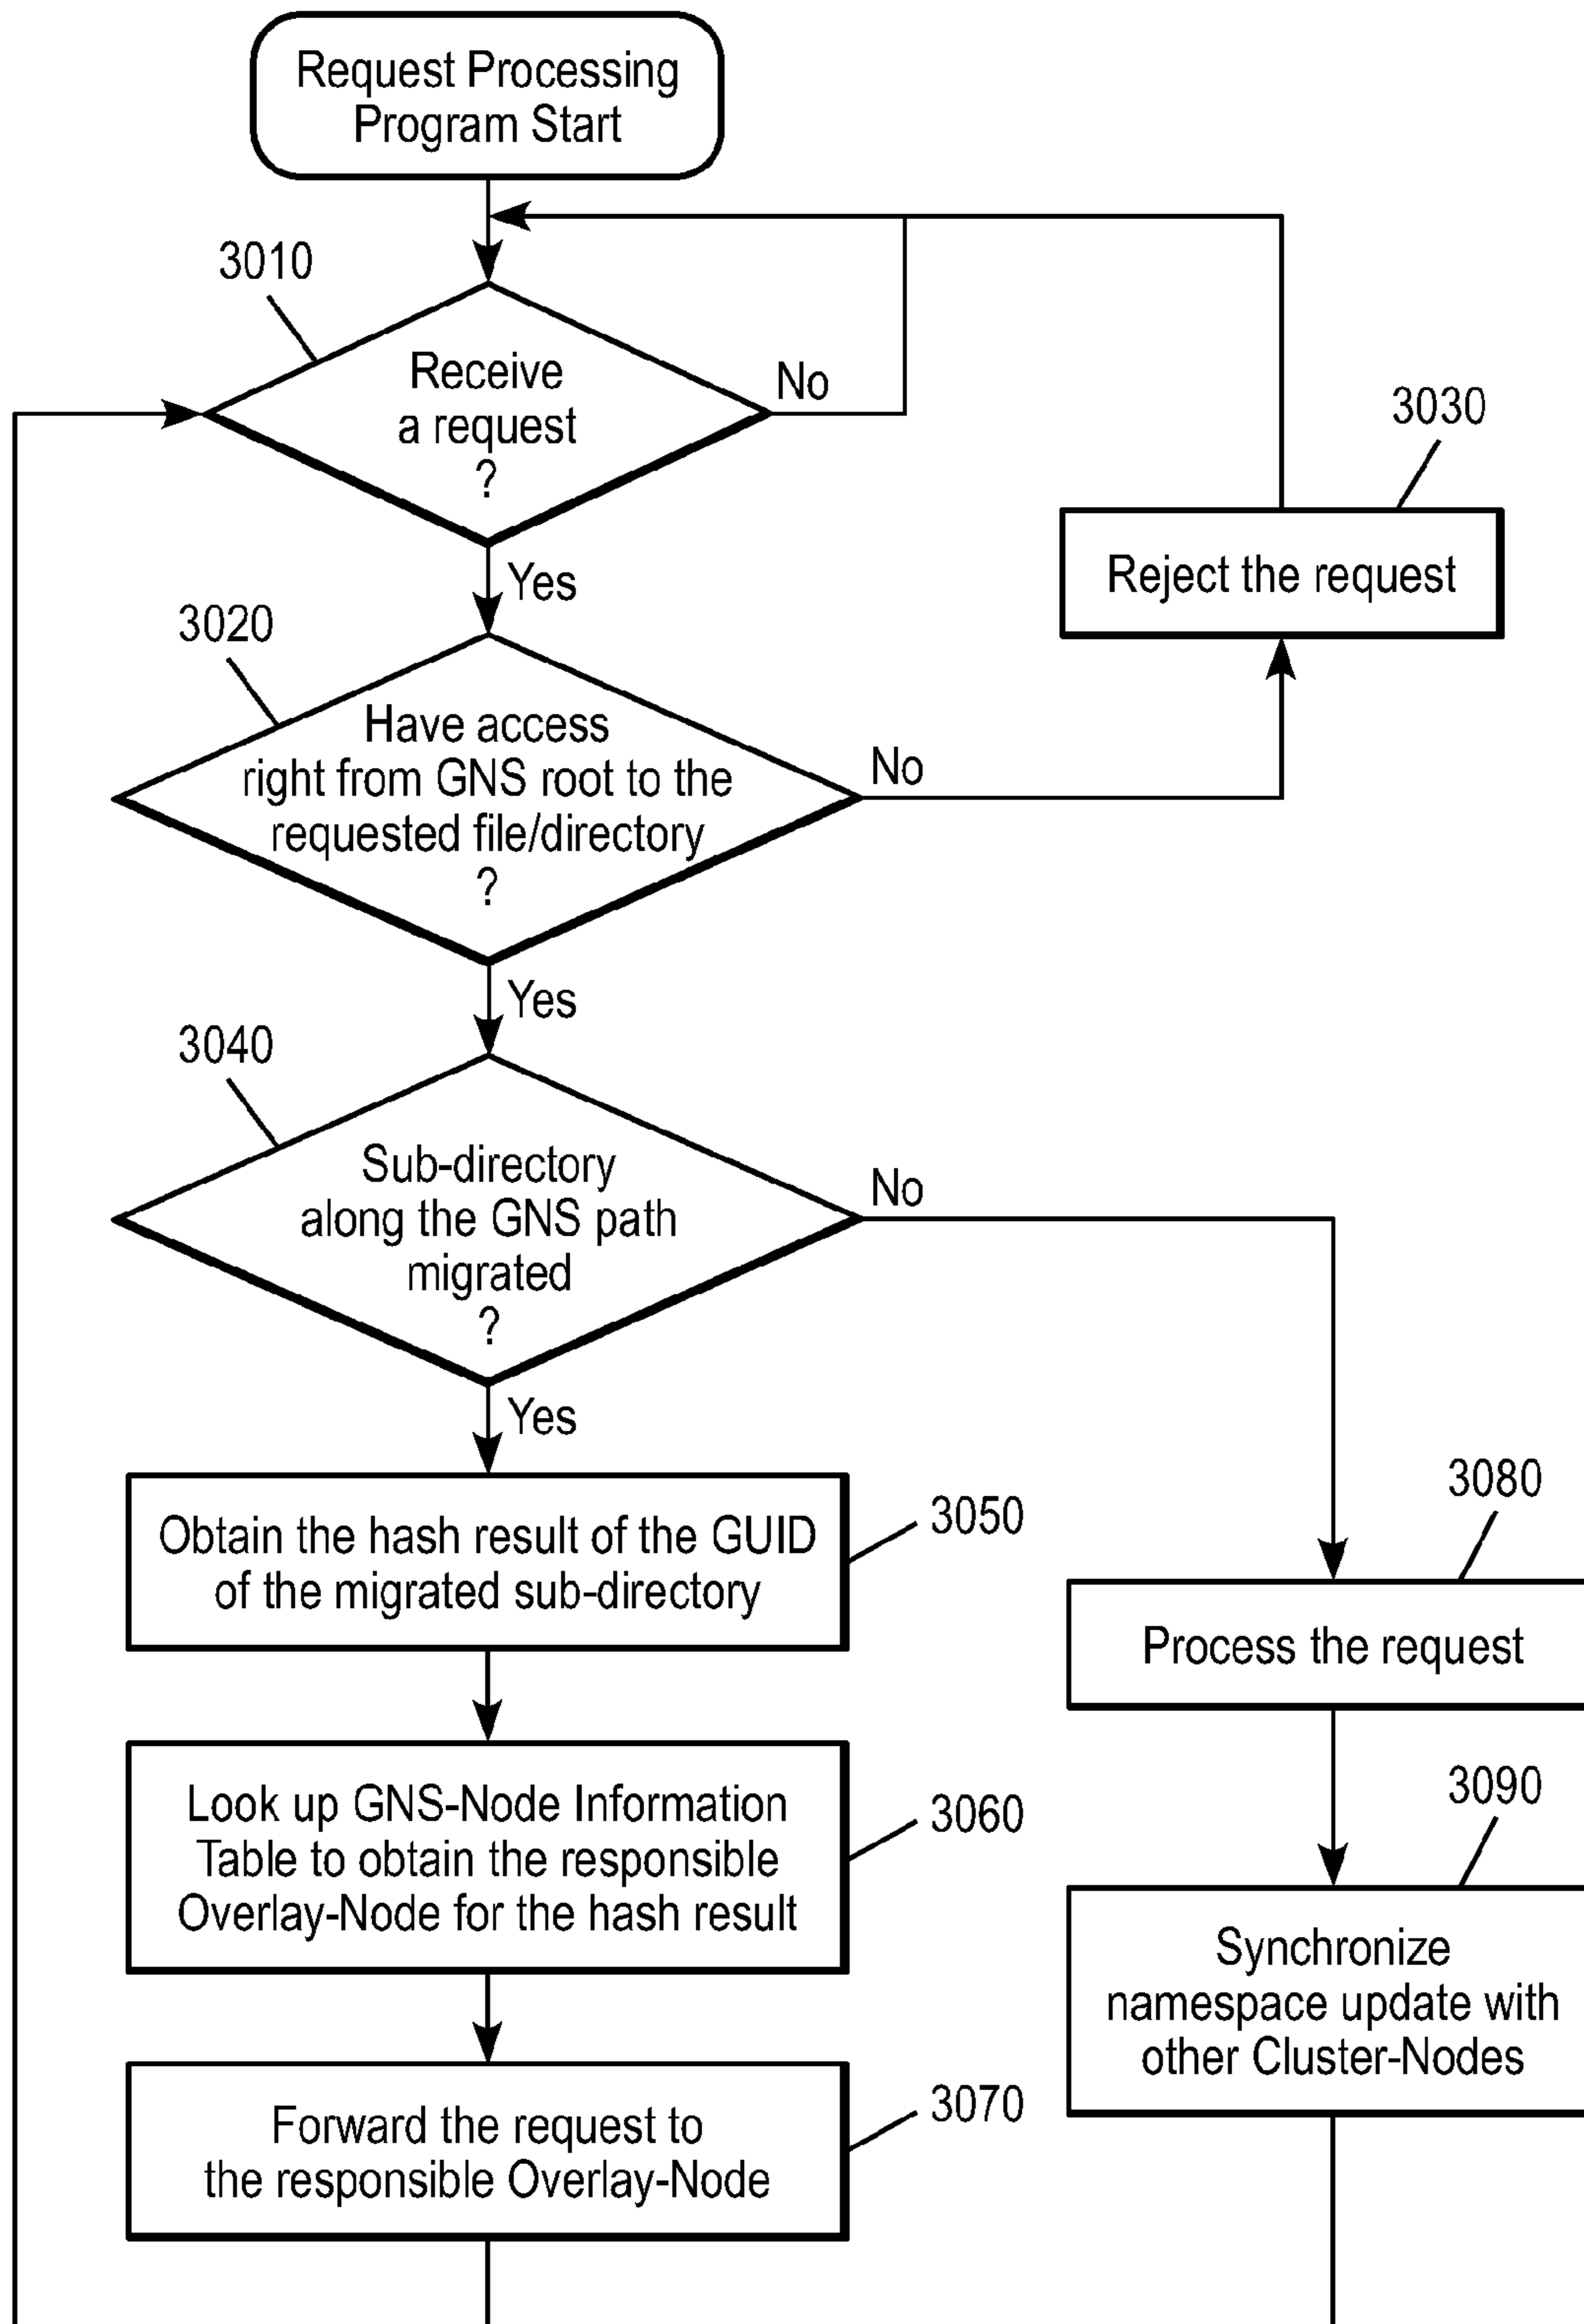 Request Processing
Program Start
3010
Receive
a request
?
No
Yes
3030
Reject the request
3020
Have access
right from GNS root to the
requested file/directory
?
No
Yes
3040
Sub-directory
along the GNS path
migrated
?
No
Yes
Obtain the hash result of the GUID
of the migrated sub-directory
3050
Look up GNS-Node Information
Table to obtain the responsible
Overlay-Node for the hash result
3060
Forward the request to
the responsible Overlay-Node
3070
3080
Process the request
3090
Synchronize
namespace update with
other Cluster-Nodes